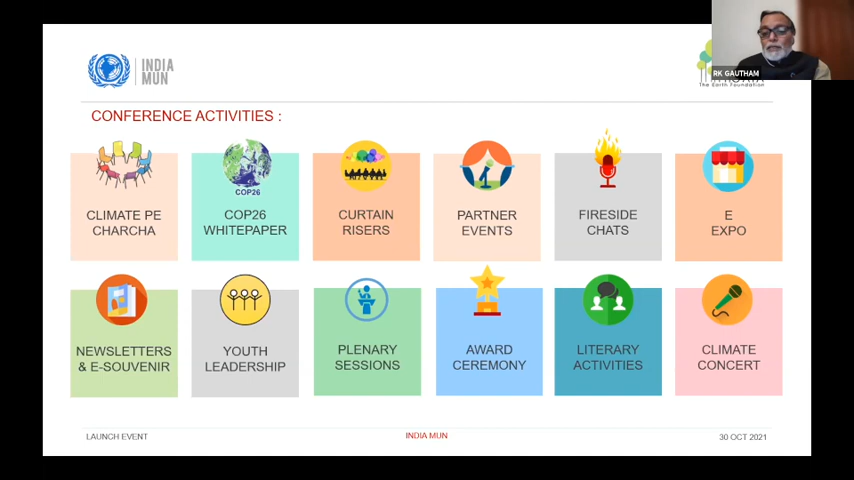 INDIA
MUN
RK GAUTHAM
The Earth Foundation
CONFERENCE ACTIVITIES :
COP26
CLIMATE PE
CHARCHA
COP26
WHITEPAPER
CURTAIN
RISERS
PARTNER
EVENTS
FIRESIDE
CHATS
E
EXPO
NEWSLETTERS
& E-SOUVENIR
YOUTH
LEADERSHIP
PLENARY
SESSIONS
AWARD
CEREMONY
LITERARY
ACTIVITIES
CLIMATE
CONCERT
LAUNCH EVENT
INDIA MUN
30 OCT 2021